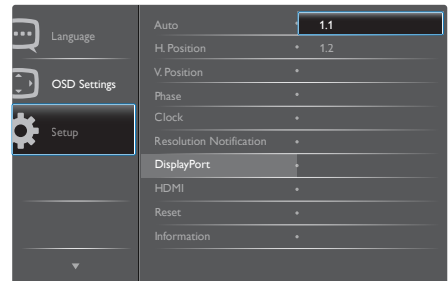 Language
OSD Settings
Setup
Auto
H. Position
V. Position
Phase
Clock
Resolution Notification
DisplayPort
HDMI
Reset
Information
1.1
1.2